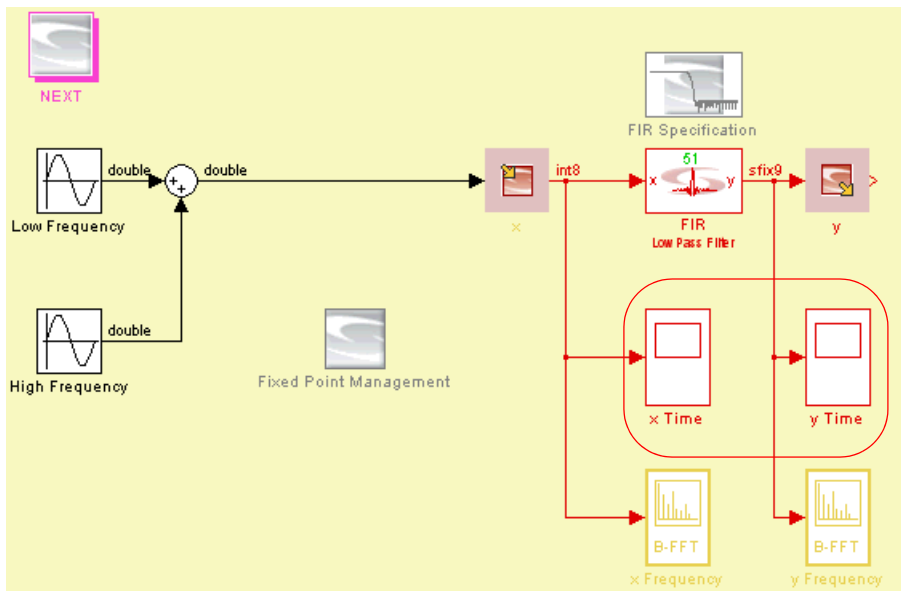 NEXT
FIR Specification
double
double
int8
51
x
y
sfix9
Low Frequency
x
FIR
Low Pass Filter
y
double
High Frequency
Fixed Point Management
x Time
y Time
B-FFT
B-FFT
x Frequency
y Frequency